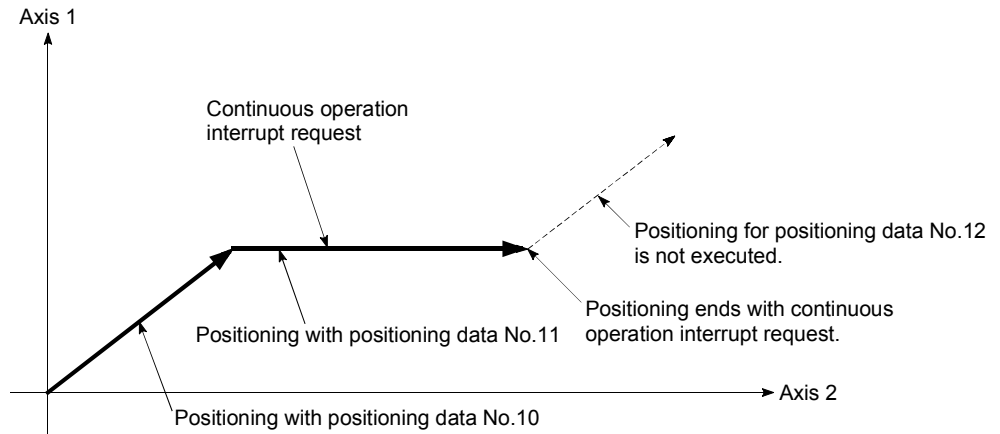 Axis 1
Continuous operation
interrupt request
Positioning for positioning data No.12
is not executed.
Positioning ends with continuous
operation interrupt request.
Positioning with positioning data No.11
Axis 2
Positioning with positioning data No.10